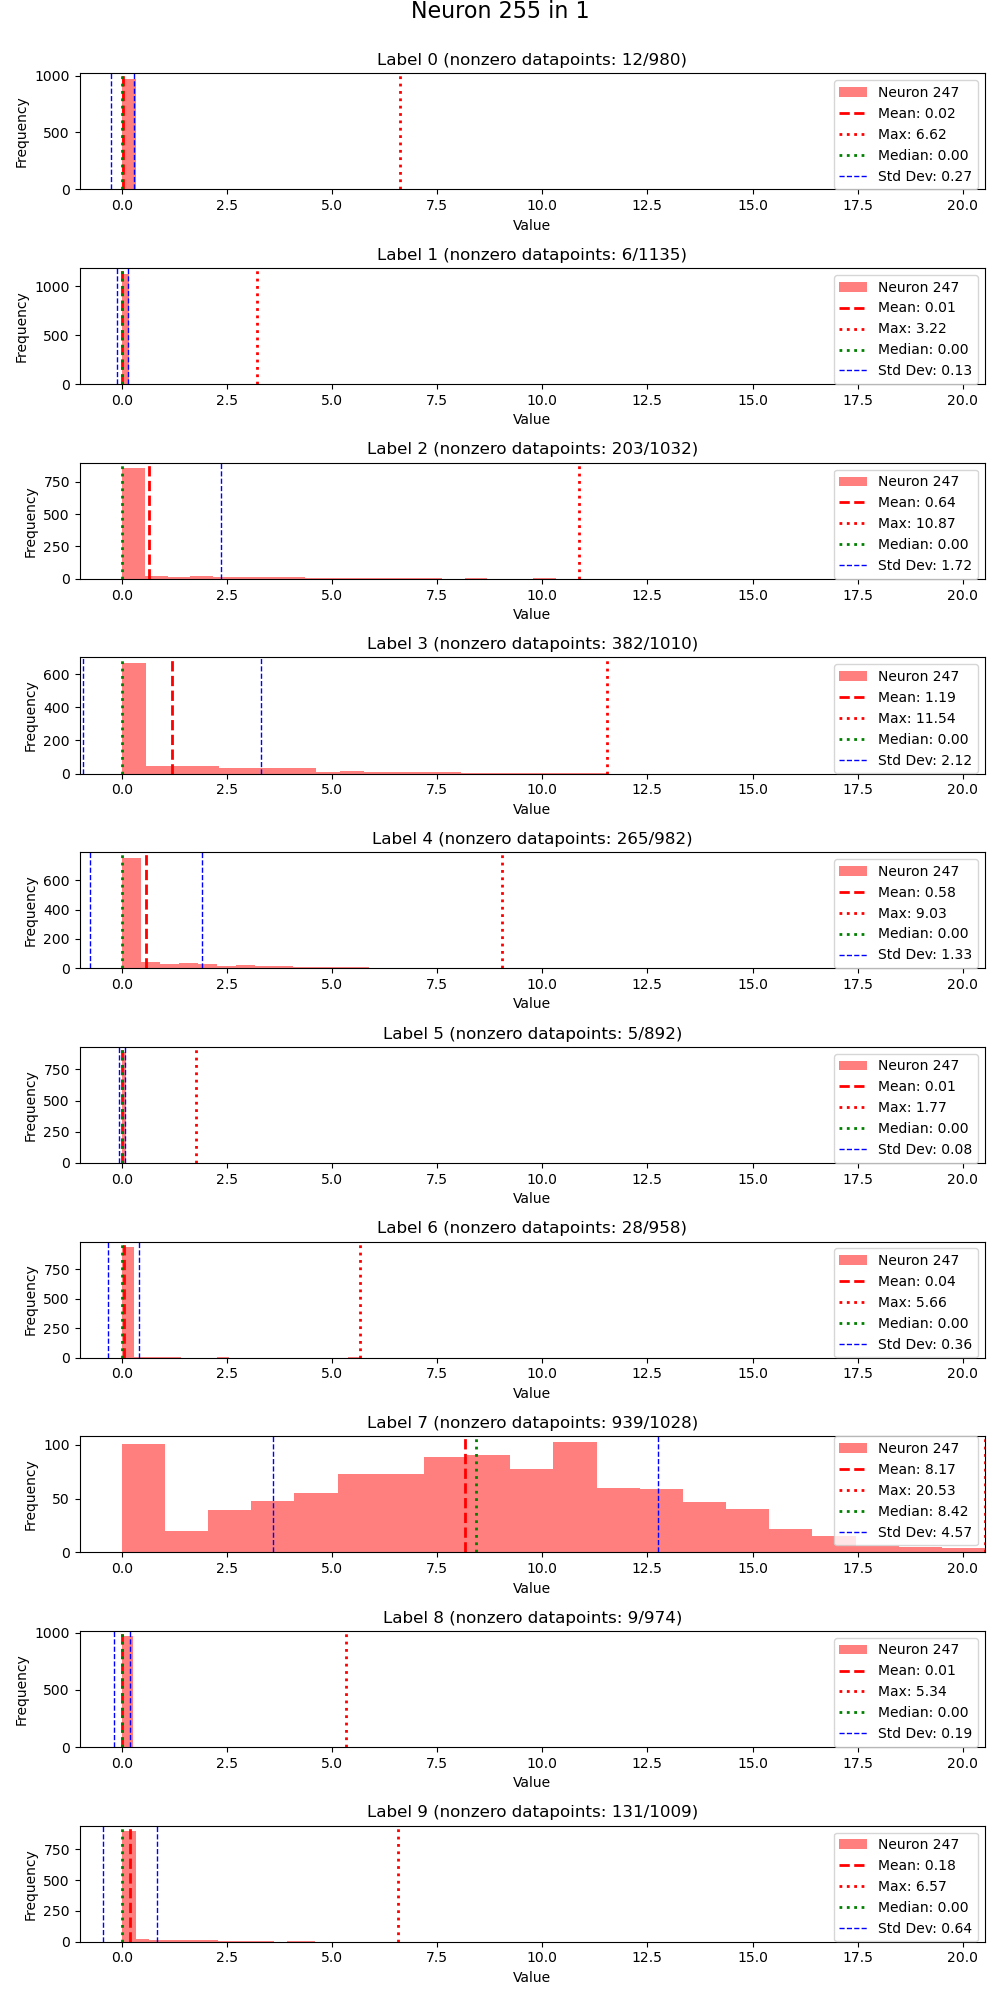 Neuron 255 in 1
Label 0 (nonzero datapoints: 12/980)
Frequency
1000
500
0
Neuron 247
Mean: 0.02
Max: 6.62
Median: 0.00
Std Dev: 0.27
0.0 2.5 5.0 7.5 10.0 12.5 15.0 17.5 20.0
Value
Label 1 (nonzero datapoints: 6/1135)
Frequency
1000
500
0
Neuron 247
Mean: 0.01
Max: 3.22
Median: 0.00
Std Dev: 0.13
0.0 2.5 5.0 7.5 10.0 12.5 15.0 17.5 20.0
Value
Label 2 (nonzero datapoints: 203/1032)
Frequency
750
500
250
0
Neuron 247
Mean: 0.64
Max: 10.87
Median: 0.00
Std Dev: 1.72
0.0 2.5 5.0 7.5 10.0 12.5 15.0 17.5 20.0
Value
Label 3 (nonzero datapoints: 382/1010)
Frequency
600
400
200
0
Neuron 247
Mean: 1.19
Max: 11.54
Median: 0.00
Std Dev: 2.12
0.0 2.5 5.0 7.5 10.0 12.5 15.0 17.5 20.0
Value
Label 4 (nonzero datapoints: 265/982)
Frequency
600
400
200
0
Neuron 247
Mean: 0.58
Max: 9.03
Median: 0.00
Std Dev: 1.33
0.0 2.5 5.0 7.5 10.0 12.5 15.0 17.5 20.0
Value
Label 5 (nonzero datapoints: 5/892)
Frequency
750
500
250
0
Neuron 247
Mean: 0.01
Max: 1.77
Median: 0.00
Std Dev: 0.08
0.0 2.5 5.0 7.5 10.0 12.5 15.0 17.5 20.0
Value
Label 6 (nonzero datapoints: 28/958)
Frequency
750
500
250
0
Neuron 247
Mean: 0.04
Max: 5.66
Median: 0.00
Std Dev: 0.36
0.0 2.5 5.0 7.5 10.0 12.5 15.0 17.5 20.0
Value
Label 7 (nonzero datapoints: 939/1028)
Frequency
100
50
0
Neuron 247
Mean: 8.17
Max: 20.53
Median: 8.42
Std Dev: 4.57
0.0 2.5 5.0 7.5 10.0 12.5 15.0 17.5 20.0
Value
Label 8 (nonzero datapoints: 9/974)
Frequency
1000
500
0
Neuron 247
Mean: 0.01
Max: 5.34
Median: 0.00
Std Dev: 0.19
0.0 2.5 5.0 7.5 10.0 12.5 15.0 17.5 20.0
Value
Label 9 (nonzero datapoints: 131/1009)
Frequency
750
500
250
0
Neuron 247
Mean: 0.18
Max: 6.57
Median: 0.00
Std Dev: 0.64
0.0 2.5 5.0 7.5 10.0 12.5 15.0 17.5 20.0
Value